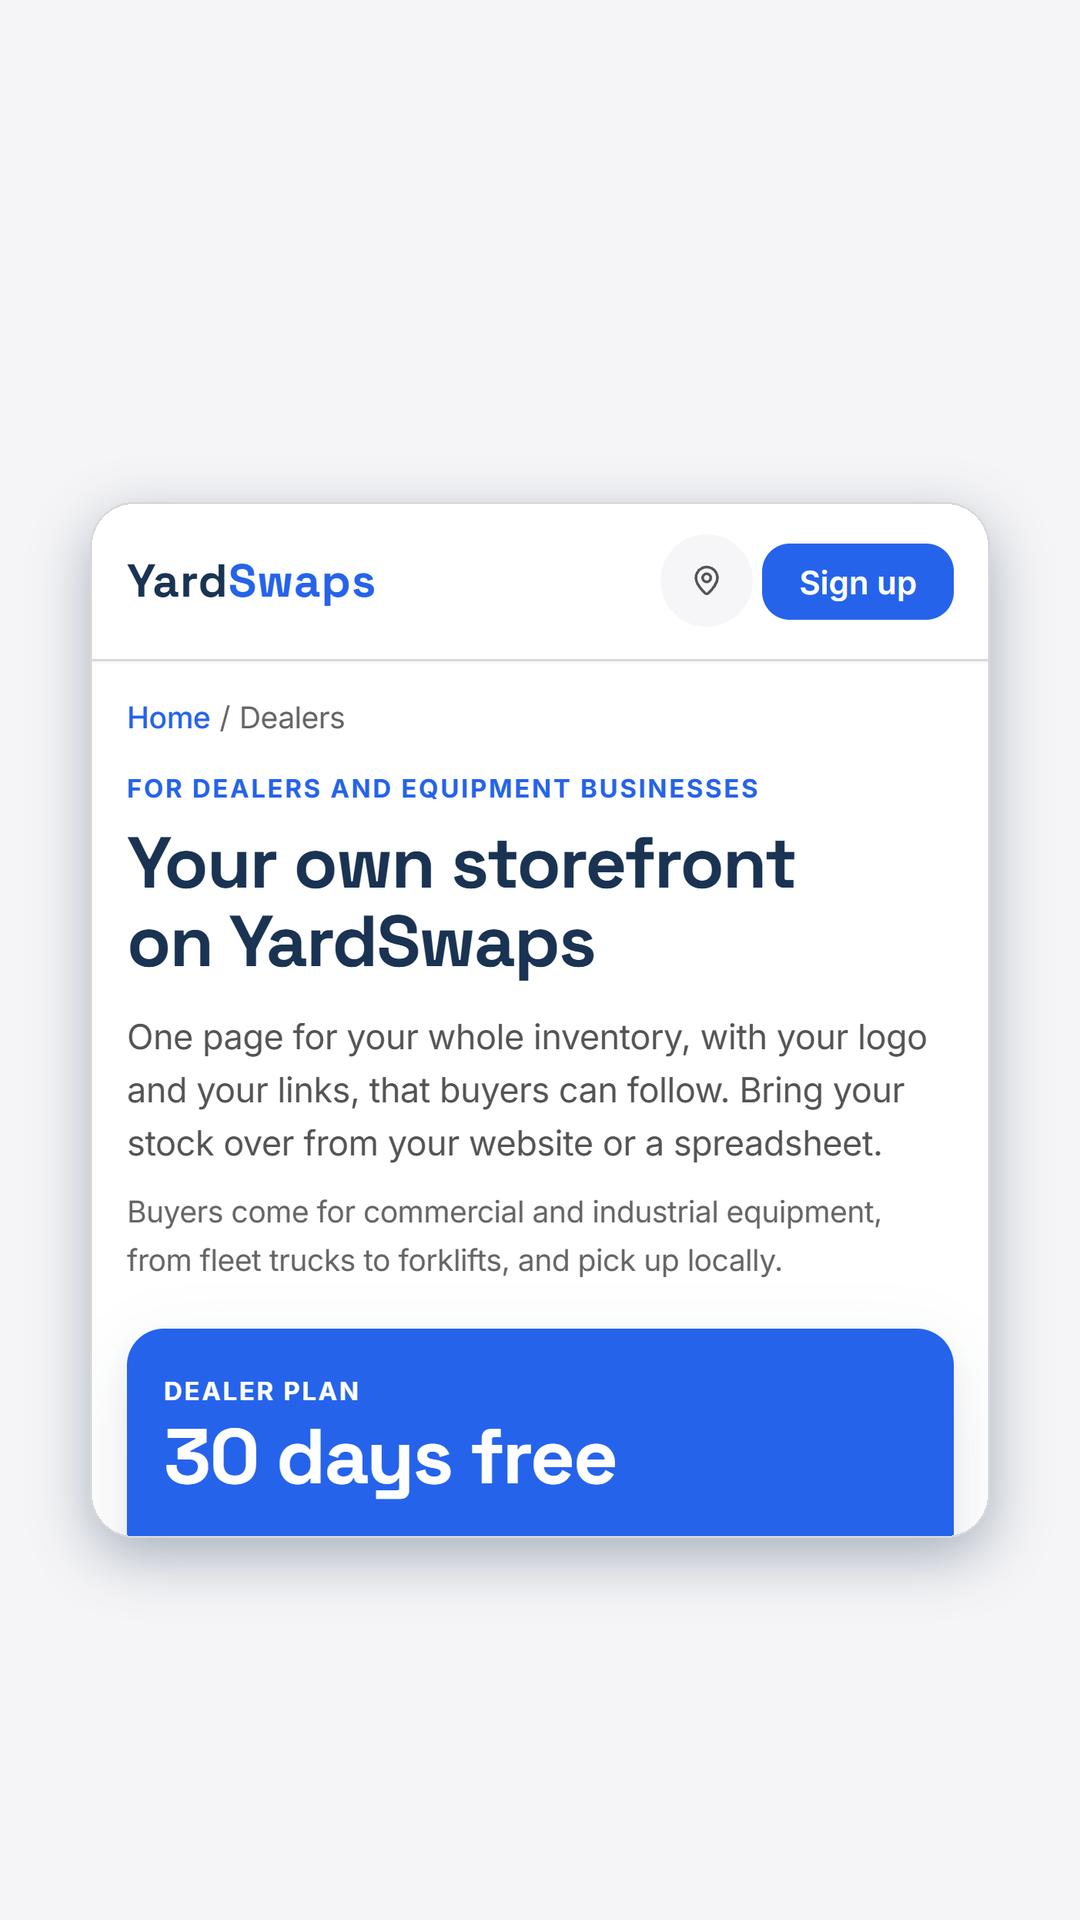 YardSwaps
Sign up
Home / Dealers
FOR DEALERS AND EQUIPMENT BUSINESSES
Your own storefront
on YardSwaps
One page for your whole inventory, with your logo
and your links, that buyers can follow. Bring your
stock over from your website or a spreadsheet.
Buyers come for commercial and industrial equipment,
from fleet trucks to forklifts, and pick up locally.
DEALER PLAN
30 days free